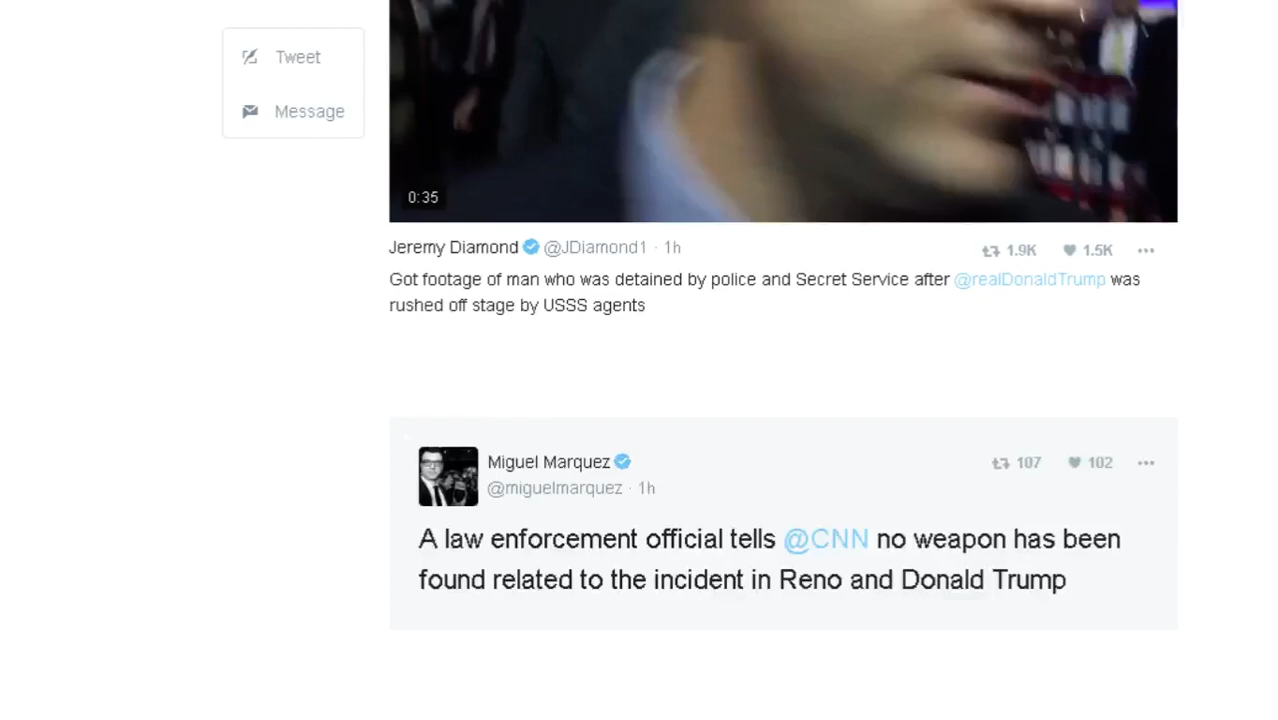 Tweet
Message
0:35
Jeremy Diamond @JDiamond1 · 1h
1.9K 1.5K
Got footage of man who was detained by police and Secret Service after @realDonaldTrump was
rushed off stage by USSS agents
Miguel Marquez
107 102
@miguelmarquez · 1h
A law enforcement official tells @CNN no weapon has been
found related to the incident in Reno and Donald Trump